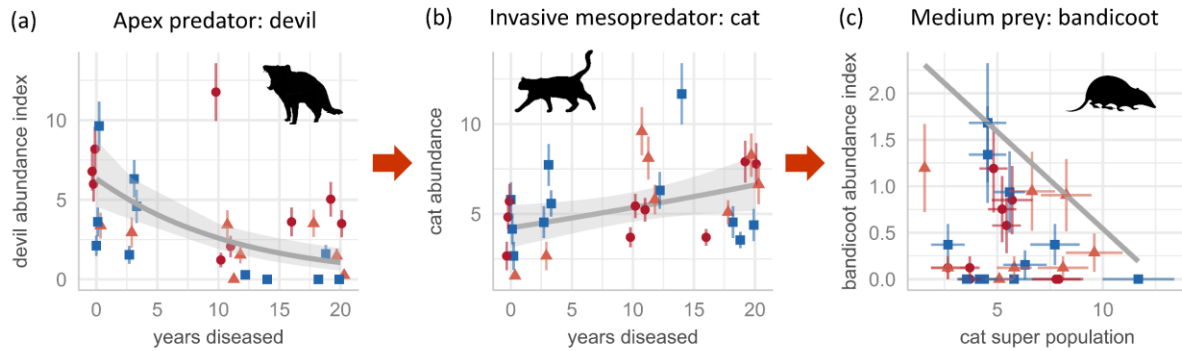 (a) Apex predator: devil
devil abundance index
10
5
0
0 5 10 15 20
years diseased
(b) Invasive mesopredator: cat
cat abundance
10
5
0
0 5 10 15 20
years diseased
(c) Medium prey: bandicoot
bandicoot abundance index
2.0
1.5
1.0
0.5
0.0
5 10
cat super population